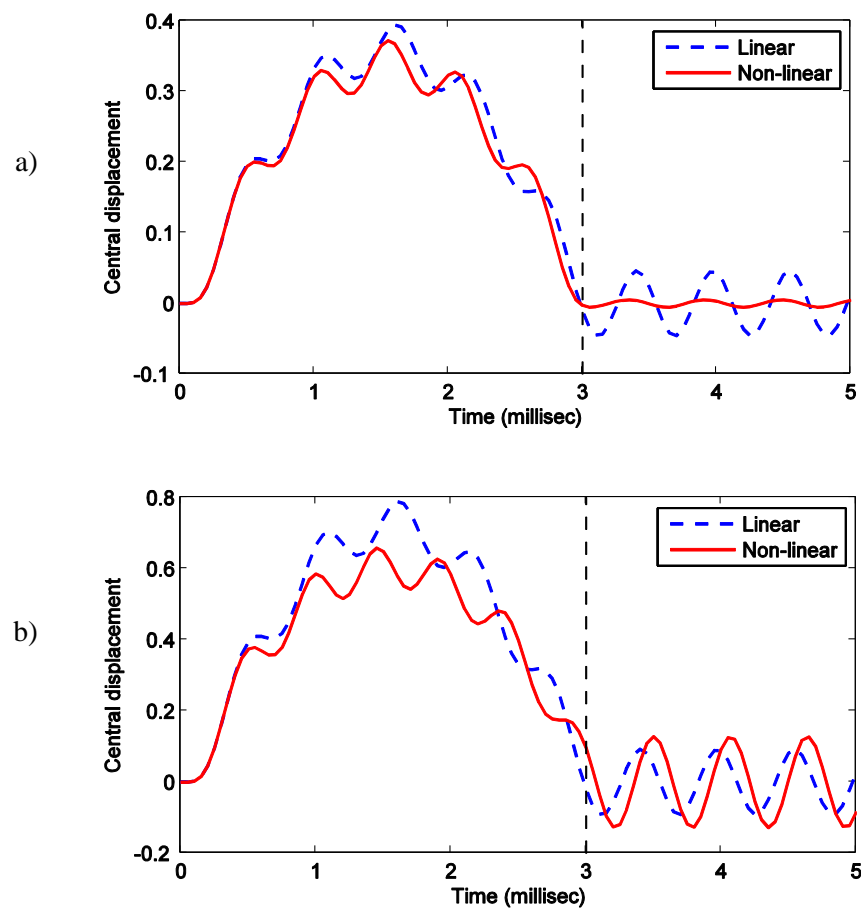 a)
Central displacement
0.4
0.3
0.2
0.1
0
-0.1
0 1 2 3 4 5
Time (millisec)
Linear
Non-linear
b)
Central displacement
0.8
0.6
0.4
0.2
0
-0.2
0 1 2 3 4 5
Time (millisec)
Linear
Non-linear